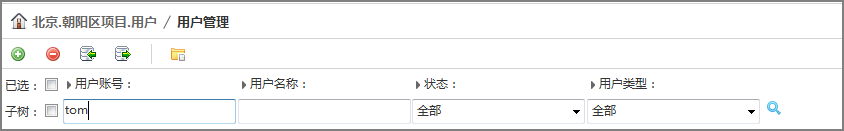 北京.朝阳区项目.用户 / 用户管理
已选： 用户账号： 用户名称： 状态： 用户类型：
子树： tom 全部 全部